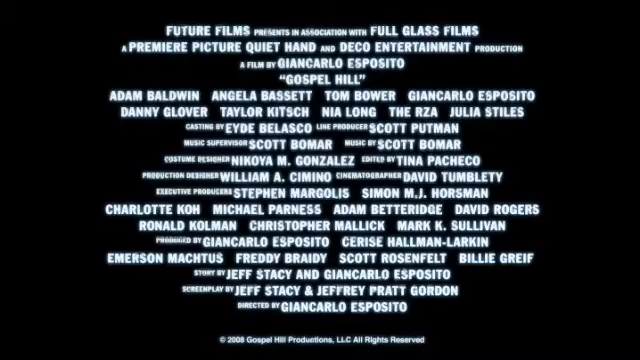 FUTURE FILMS PRESENTS IN ASSOCIATION WITH FULL GLASS FILMS
A PREMIERE PICTURE QUIET HAND AND DECO ENTERTAINMENT PRODUCTION
A FILM BY GIANCARLO ESPOSITO
"GOSPEL HILL"
ADAM BALDWIN ANGELA BASSETT TOM BOWER GIANCARLO ESPOSITO
DANNY GLOVER TAYLOR KITSCH NIA LONG THE RZA JULIA STILES
CASTING BY EYDE BELASCO LINE PRODUCER SCOTT PUTMAN
MUSIC SUPERVISOR SCOTT BOMAR MUSIC BY SCOTT BOMAR
COSTUME DESIGNER NIKOYA M. GONZALEZ EDITED BY TINA PACHECO
PRODUCTION DESIGNER WILLIAM A. CIMINO CINEMATOGRAPHER DAVID TUMBLETY
EXECUTIVE PRODUCERS STEPHEN MARGOLIS SIMON M.J. HORSMAN
CHARLOTTE KOH MICHAEL PARNESS ADAM BETTERIDGE DAVID ROGERS
RONALD KOLMAN CHRISTOPHER MALLICK MARK K. SULLIVAN
PRODUCED BY GIANCARLO ESPOSITO CERISE HALLMAN-LARKIN
EMERSON MACHTUS FREDDY BRAIDY SCOTT ROSENFELT BILLIE GREIF
STORY BY JEFF STACY AND GIANCARLO ESPOSITO
SCREENPLAY BY JEFF STACY & JEFFREY PRATT GORDON
DIRECTED BY GIANCARLO ESPOSITO
© 2008 Gospel Hill Productions, LLC All Rights Reserved